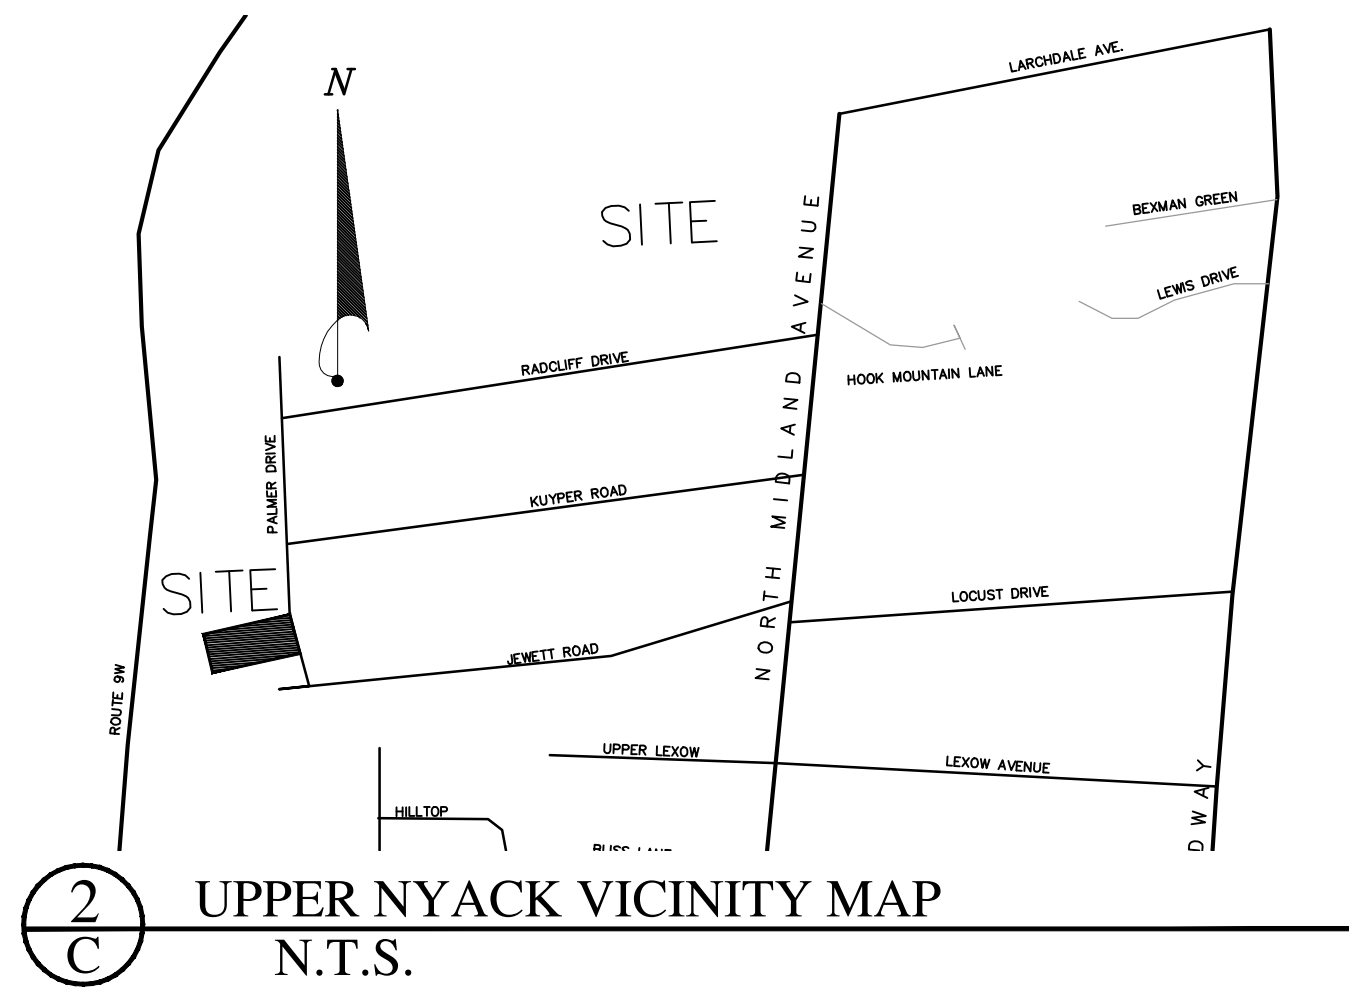 N
LARCHDALE AVE.
SITE
BEXMAN GREEN
LEWIS DRIVE
RADCLIFF DRIVE
HOOK MOUNTAIN LANE
NORTH MIDLAND AVENUE
PALMER DRIVE
KUYPER ROAD
SITE
LOCUST DRIVE
JEWETT ROAD
ROUTE 9W
UPPER LEXOW
LEXOW AVENUE
DWAY
HILLTOP
2
C
UPPER NYACK VICINITY MAP
N.T.S.